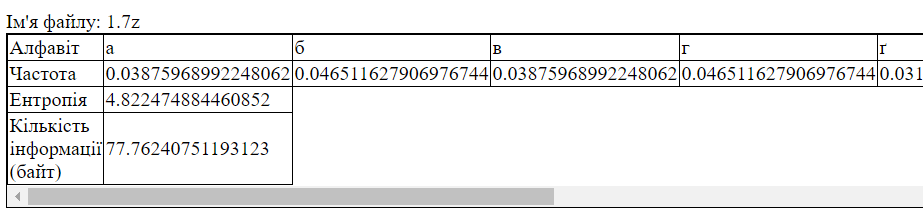 Ім'я файлу: 1.7z
Алфавіт а б в г ґ
Частота 0.03875968992248062 0.046511627906976744 0.03875968992248062 0.046511627906976744 0.031
Ентропія 4.822474884460852
Кількість
інформації 77.76240751193123
(байт)